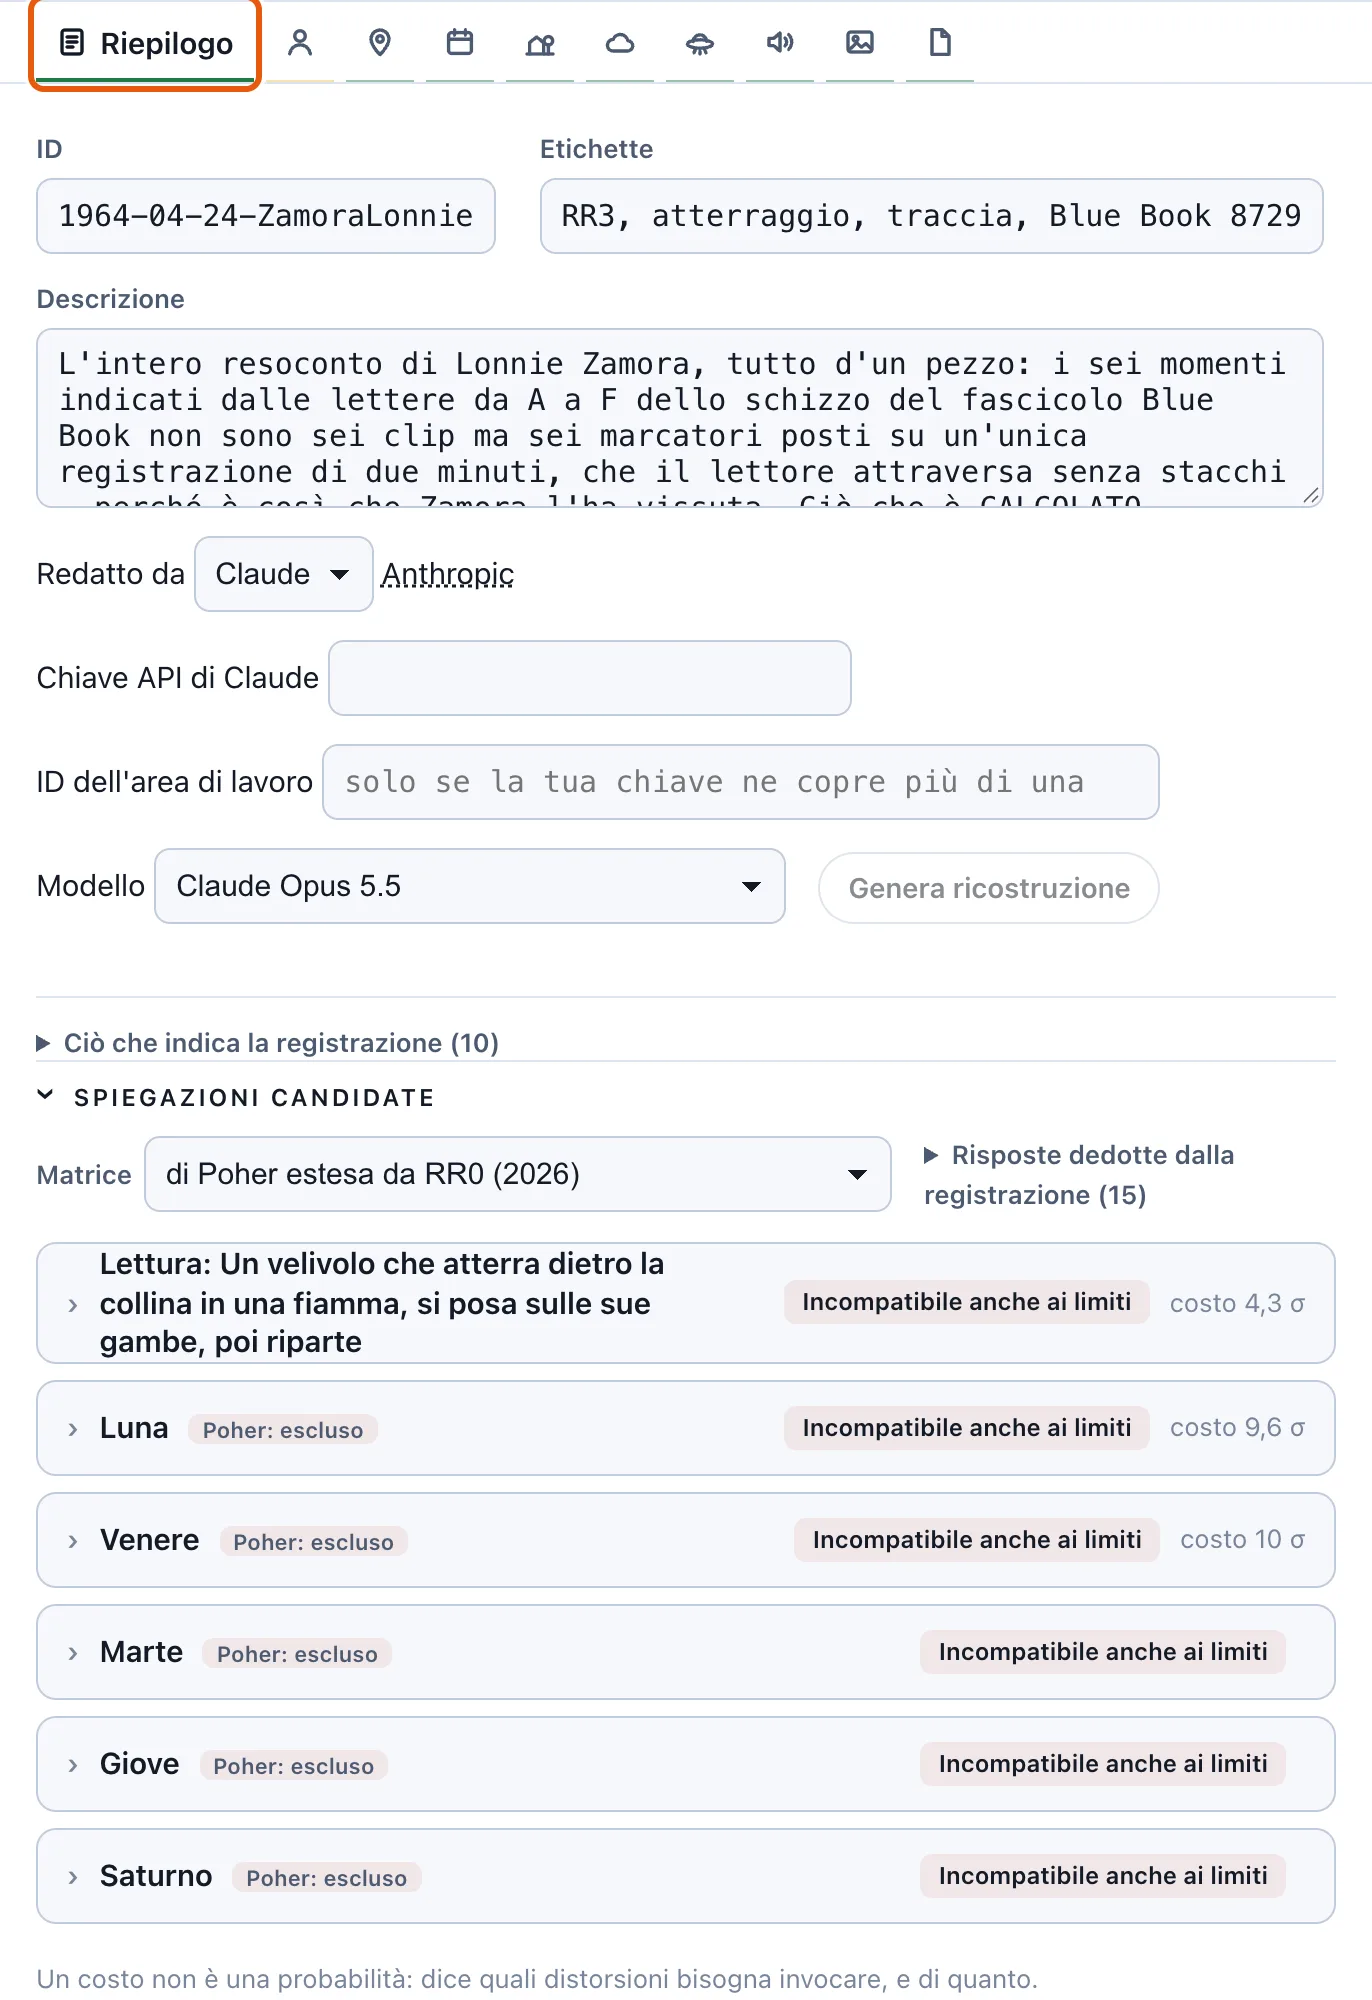 Riepilogo
ID
Etichette
1964-04-24-ZamoraLonnie
RR3, atterraggio, traccia, Blue Book 8729
Descrizione
L'intero resoconto di Lonnie Zamora, tutto d'un pezzo: i sei momenti
indicati dalle lettere da A a F dello schizzo del fascicolo Blue
Book non sono sei clip ma sei marcatori posti su un'unica
registrazione di due minuti, che il lettore attraversa senza stacchi
perché è così che Zamora l'ha vissuta. Ciò che è CALCOLATO
Redatto da Claude Anthropic
Chiave API di Claude
ID dell'area di lavoro solo se la tua chiave ne copre più di una
Modello Claude Opus 5.5 Genera ricostruzione
Ciò che indica la registrazione (10)
SPIEGAZIONI CANDIDATE
Matrice di Poher estesa da RR0 (2026)
Risposte dedotte dalla
registrazione (15)
Lettura: Un velivolo che atterra dietro la
collina in una fiamma, si posa sulle sue
gambe, poi riparte
Incompatibile anche ai limiti costo 4,3 σ
Luna Poher: escluso Incompatibile anche ai limiti costo 9,6 σ
Venere Poher: escluso Incompatibile anche ai limiti costo 10 σ
Marte Poher: escluso Incompatibile anche ai limiti
Giove Poher: escluso Incompatibile anche ai limiti
Saturno Poher: escluso Incompatibile anche ai limiti
Un costo non è una probabilità: dice quali distorsioni bisogna invocare, e di quanto.